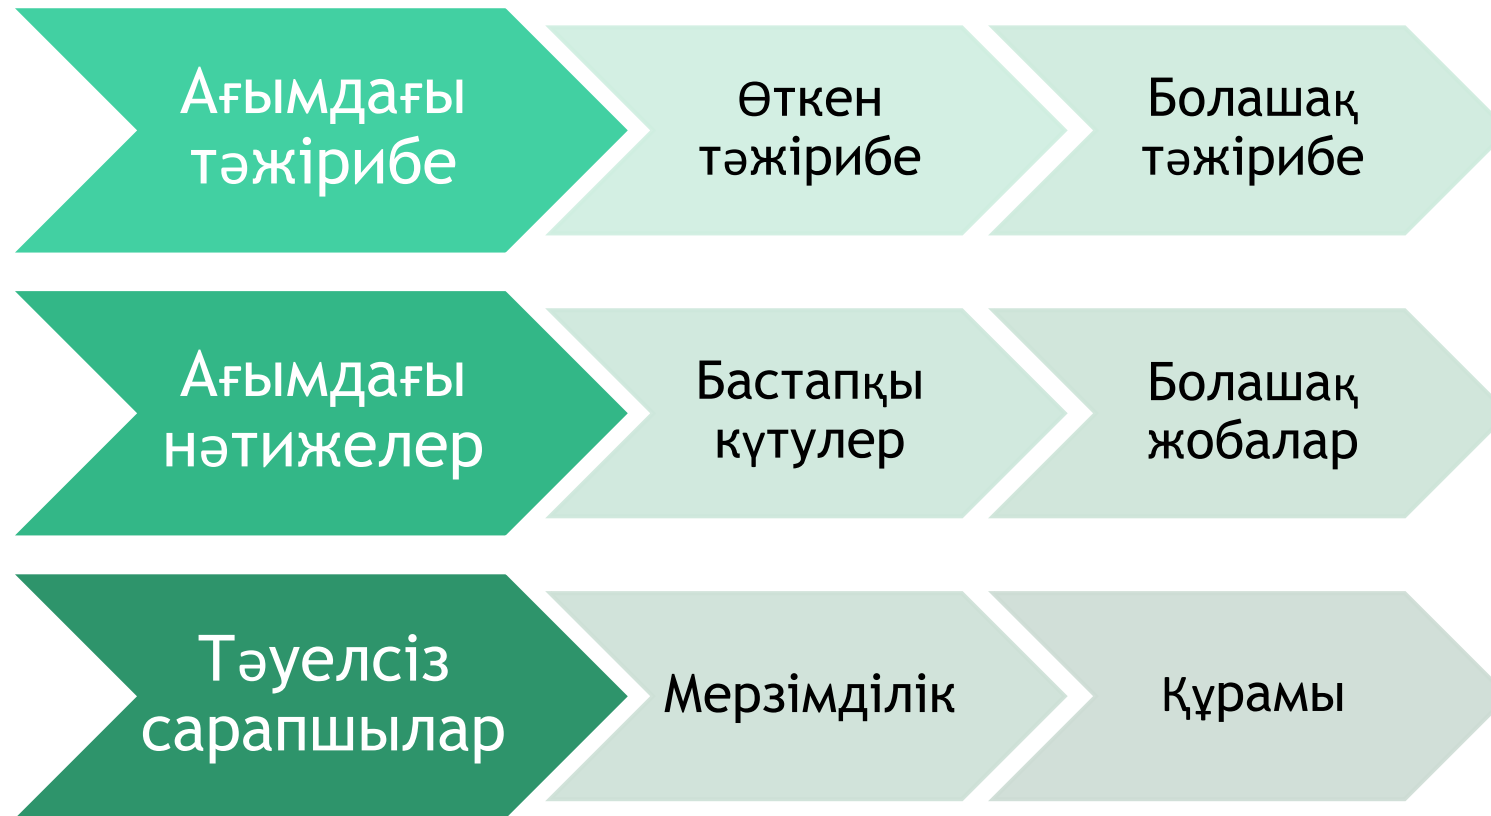 Ағымдағы
тәжірибе
Өткен
тәжірибе
Болашақ
тәжірибе
Ағымдағы
нәтижелер
Бастапқы
күтулер
Болашақ
жобалар
Тәуелсіз
сарапшылар
Мерзімділік
Құрамы